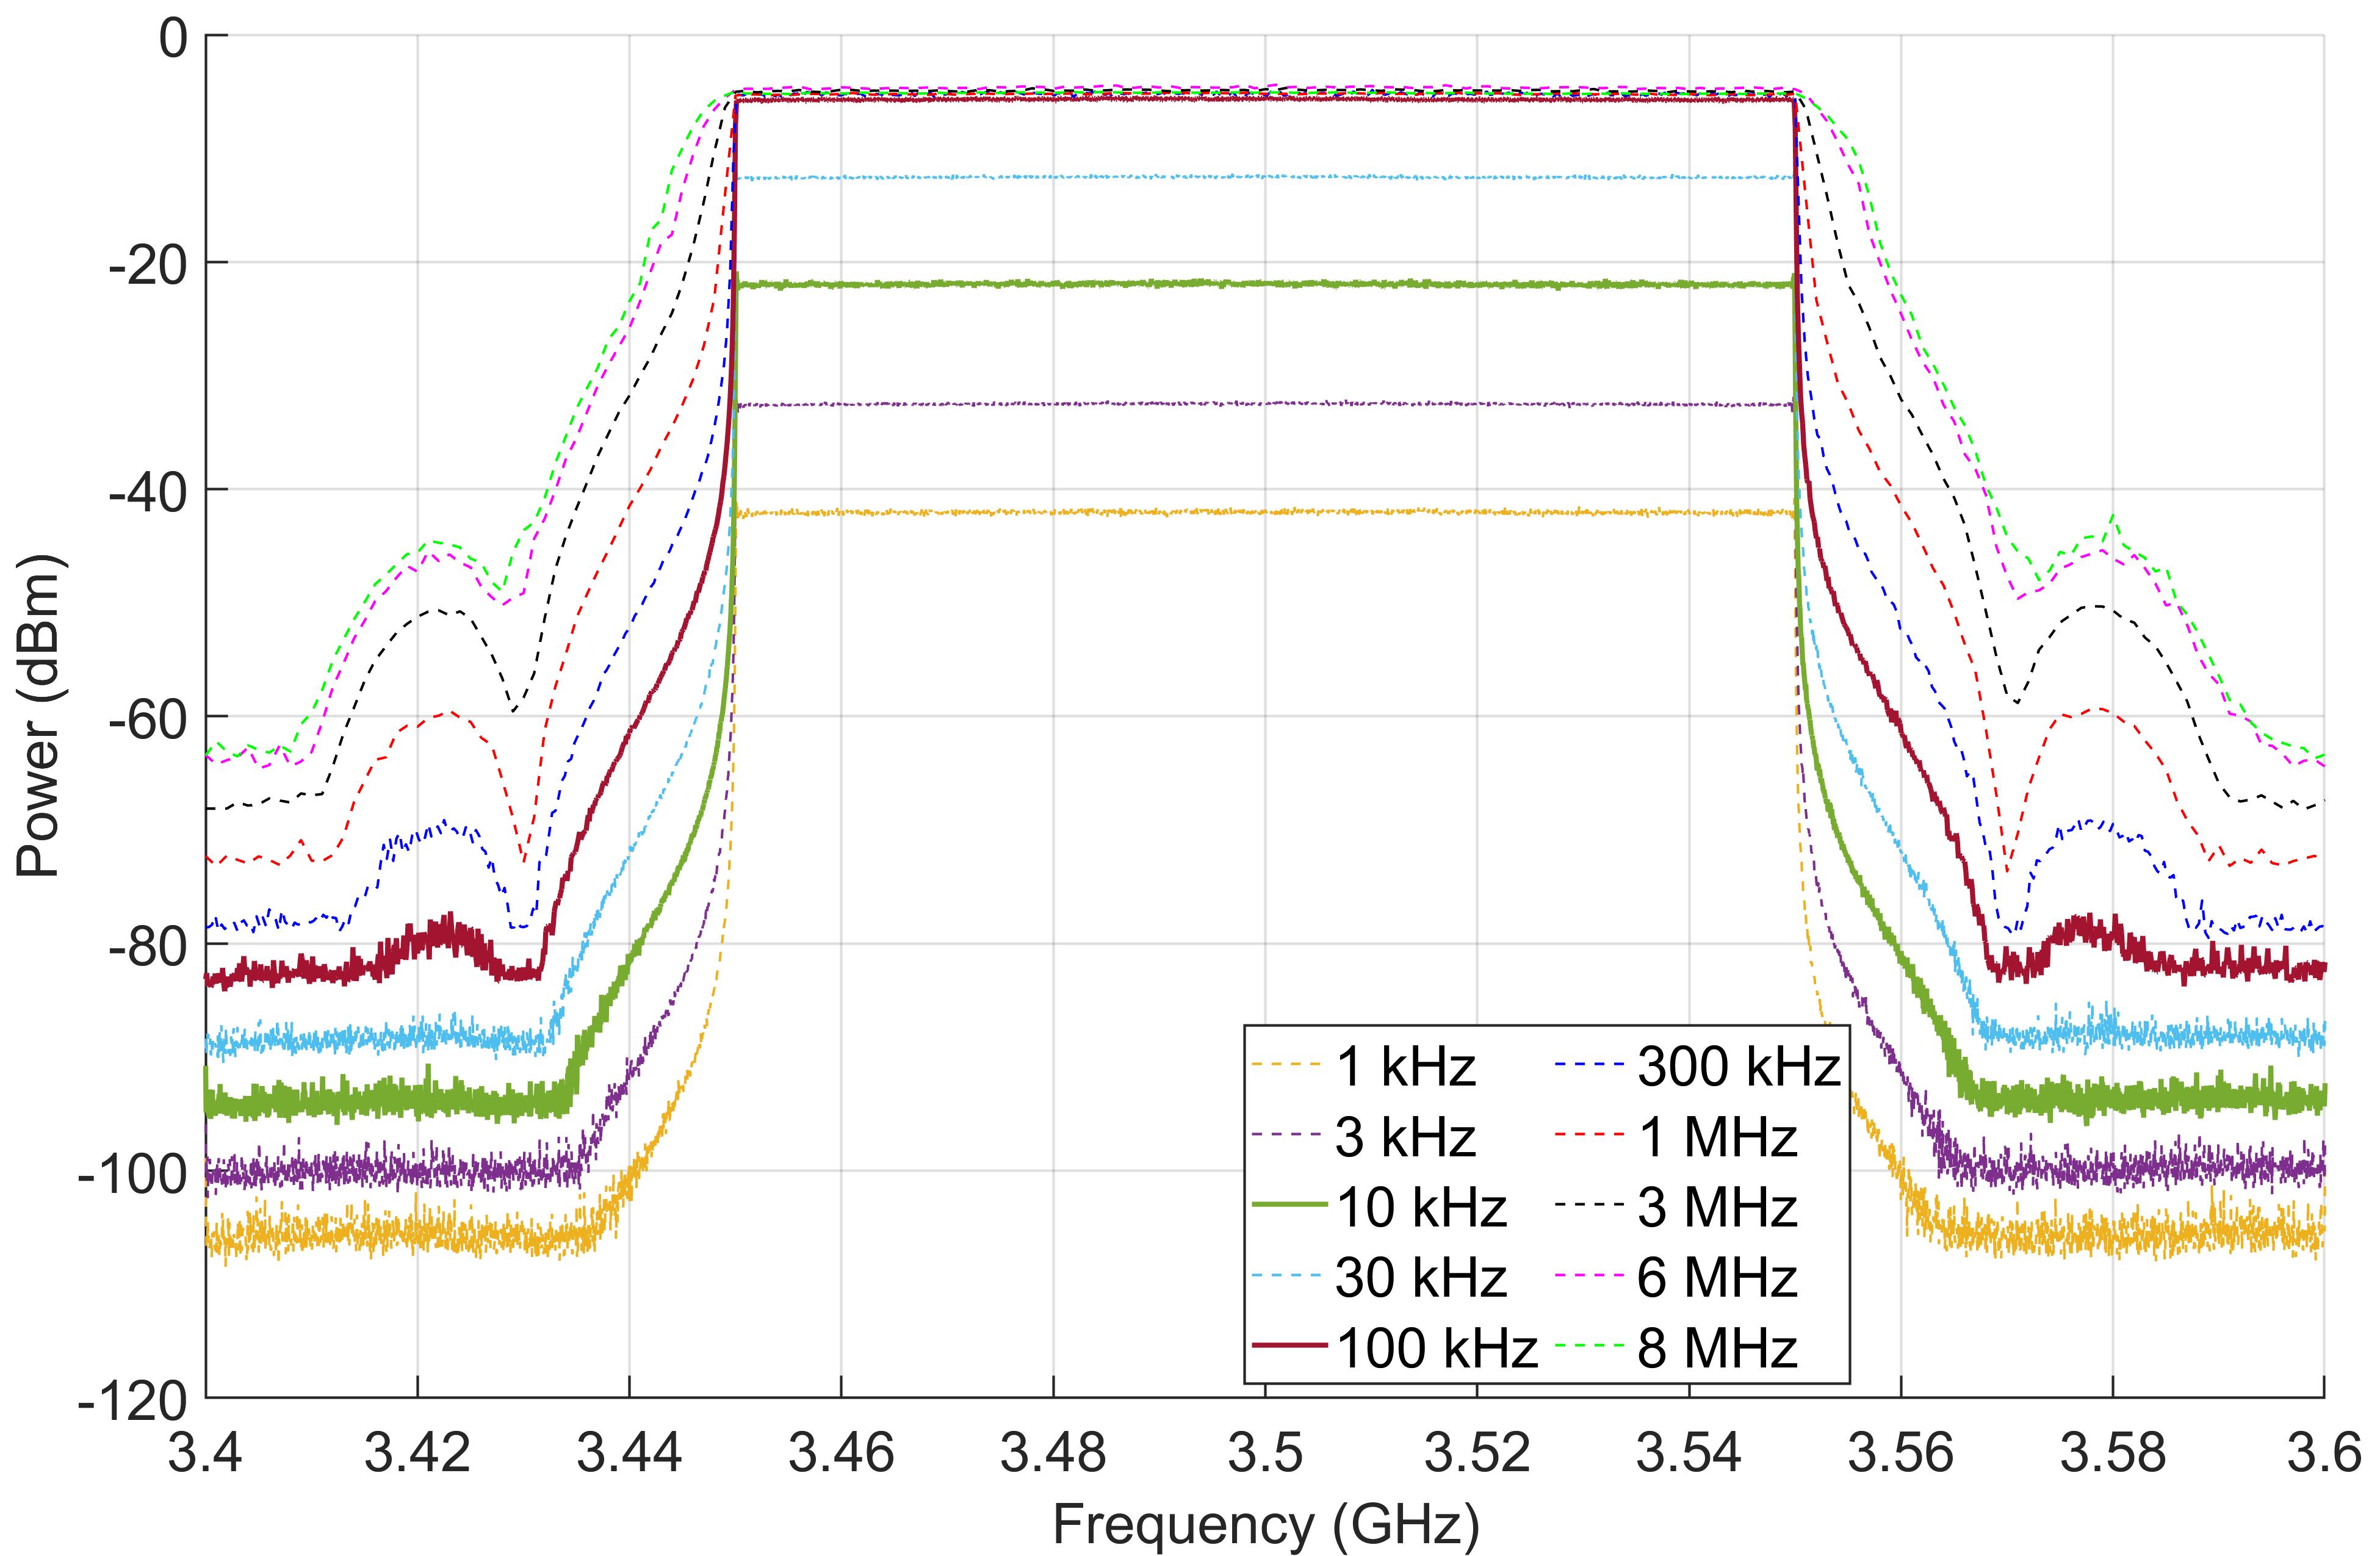 0
-20
-40
-60
-80
-100
-120
Power (dBm)
1 kHz 300 kHz
3 kHz 1 MHz
10 kHz 3 MHz
30 kHz 6 MHz
100 kHz 8 MHz
3.4 3.42 3.44 3.46 3.48 3.5 3.52 3.54 3.56 3.58 3.6
Frequency (GHz)